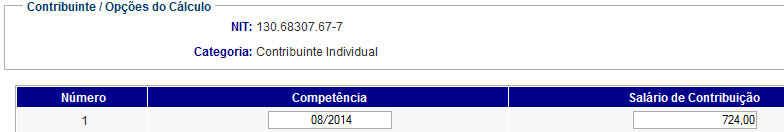 Contribuinte / Opções do Cálculo
NIT: 130.68307.67-7
Categoria: Contribuinte Individual
Número Competência Salário de Contribuição
1 08/2014 724,00